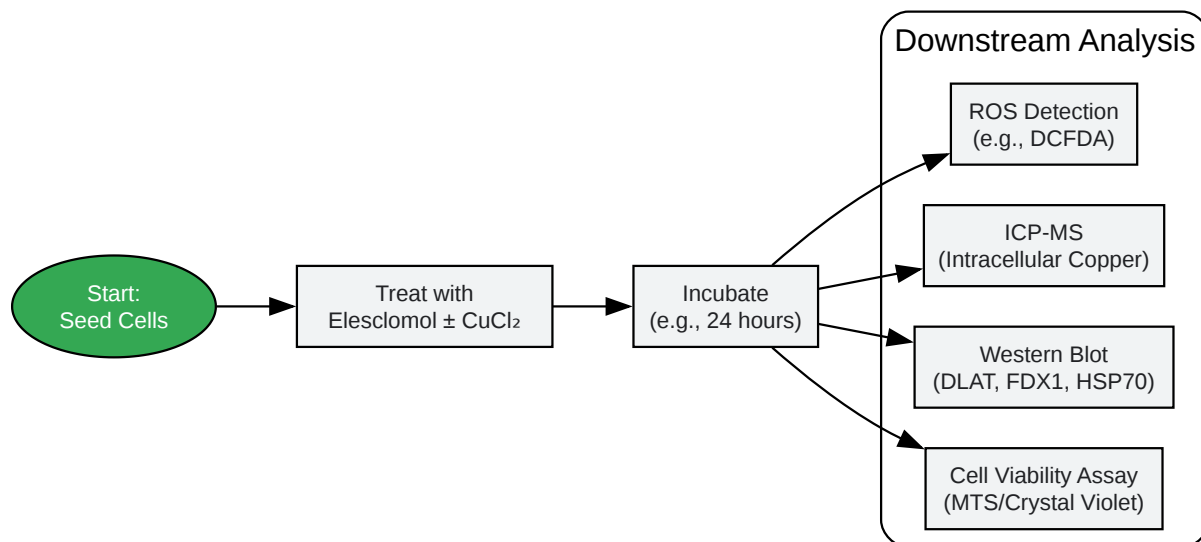 Downstream Analysis
ROS Detection
(e.g., DCFDA)
ICP-MS
(Intracellular Copper)
Start:
Seed Cells
Treat with
Elesclomol ± CuCl₂
Incubate
(e.g., 24 hours)
Western Blot
(DLAT, FDX1, HSP70)
Cell Viability Assay
(MTS/Crystal Violet)